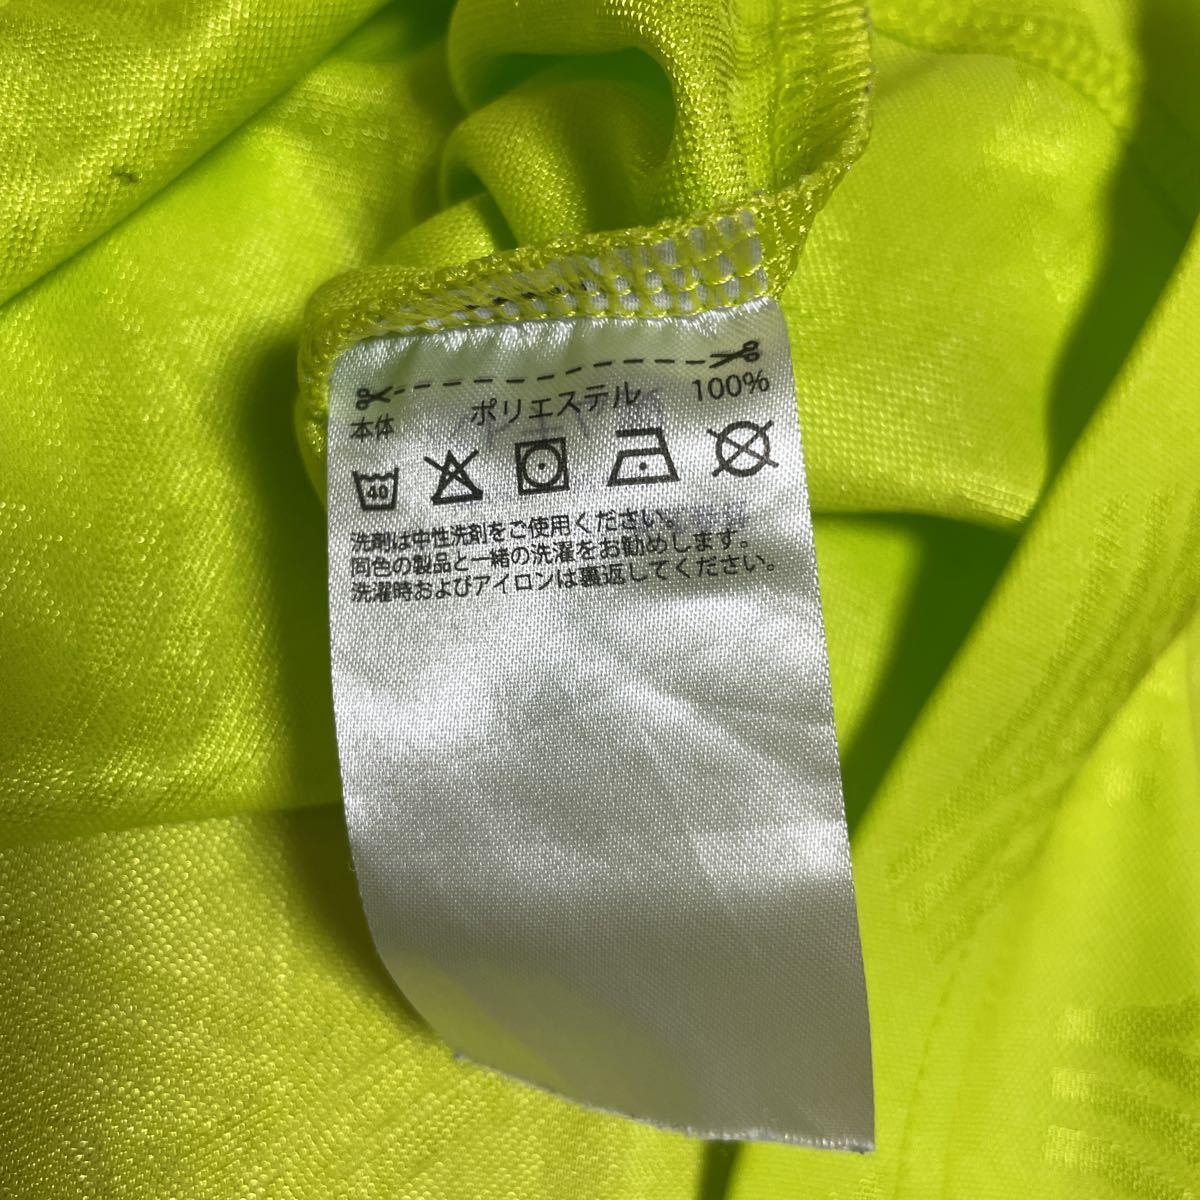 本体 ポリエステル 100%
40
洗剤は中性洗剤をご使用ください。
同色の製品と一緒の洗濯をお勧めします。
洗濯時およびアイロンは裏返してください。